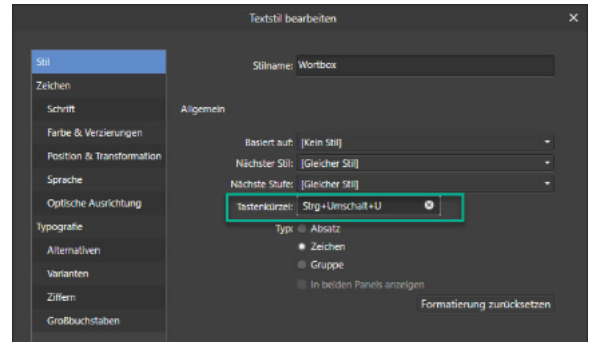 Textstil bearbeiten
Stil
Stilname: Wortbox
Zeichen
Schrift
Allgemein
Farbe & Verzierungen
Basiert auf: [Kein Stil]
Position & Transformation
Nächster Stil: [Gleicher Stil]
Sprache
Nächste Stufe: [Gleicher Stil]
Optische Ausrichtung
Tastenkürzel: Strg+Umschalt+U
Typografie
Typ: Absatz
Alternativen
Zeichen
Gruppe
Varianten
In beiden Panels anzeigen
Ziffern
Formatierung zurücksetzen
Großbuchstaben